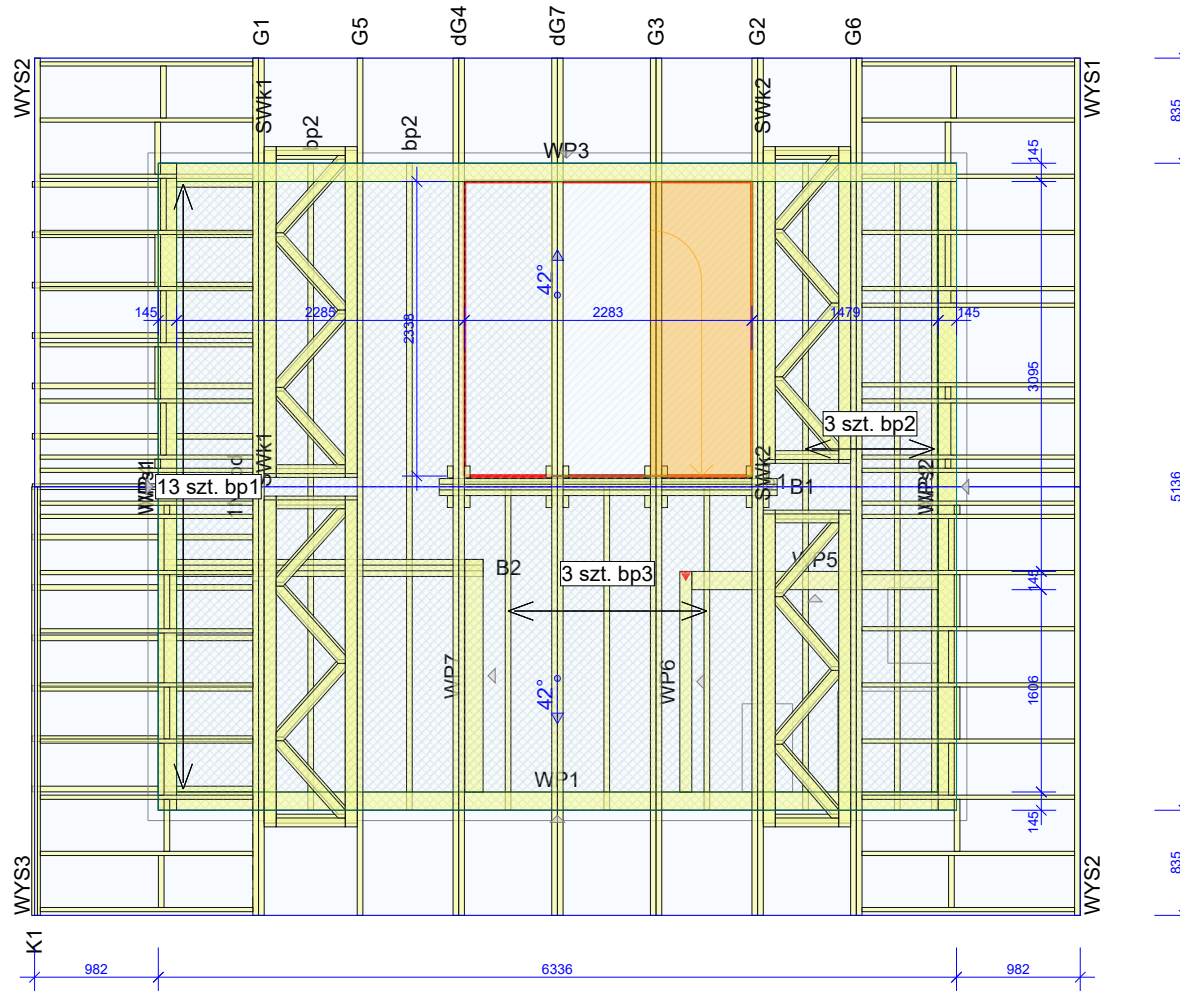 G1
G5
dG4
dG7
G3
G2
G6
WYS2
SWk1
SWk2
WYS1
bp2
bp2
WP3
835
145
42°
145
2285
2338
2283
1479
145
3095
3 szt. bp2
SWk2
13 szt. bp1
B1
5136
B2
3 szt. bp3
WP5
145
WP7
WP6
42°
1606
WP1
145
835
WYS3
WYS2
K1
982
6336
982